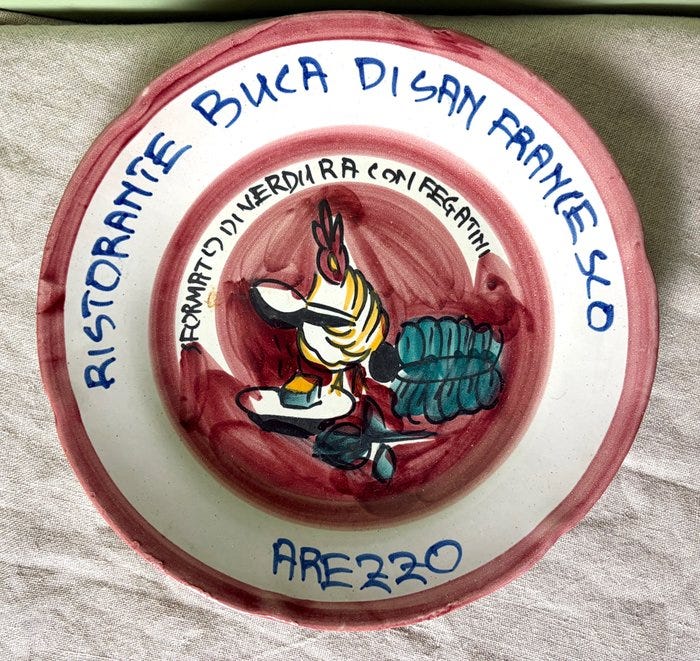 RISTORANTE BUCA DI SAN FRANCESCO
SFORMATO DI VERDURA CON FEGATINI
AREZZO